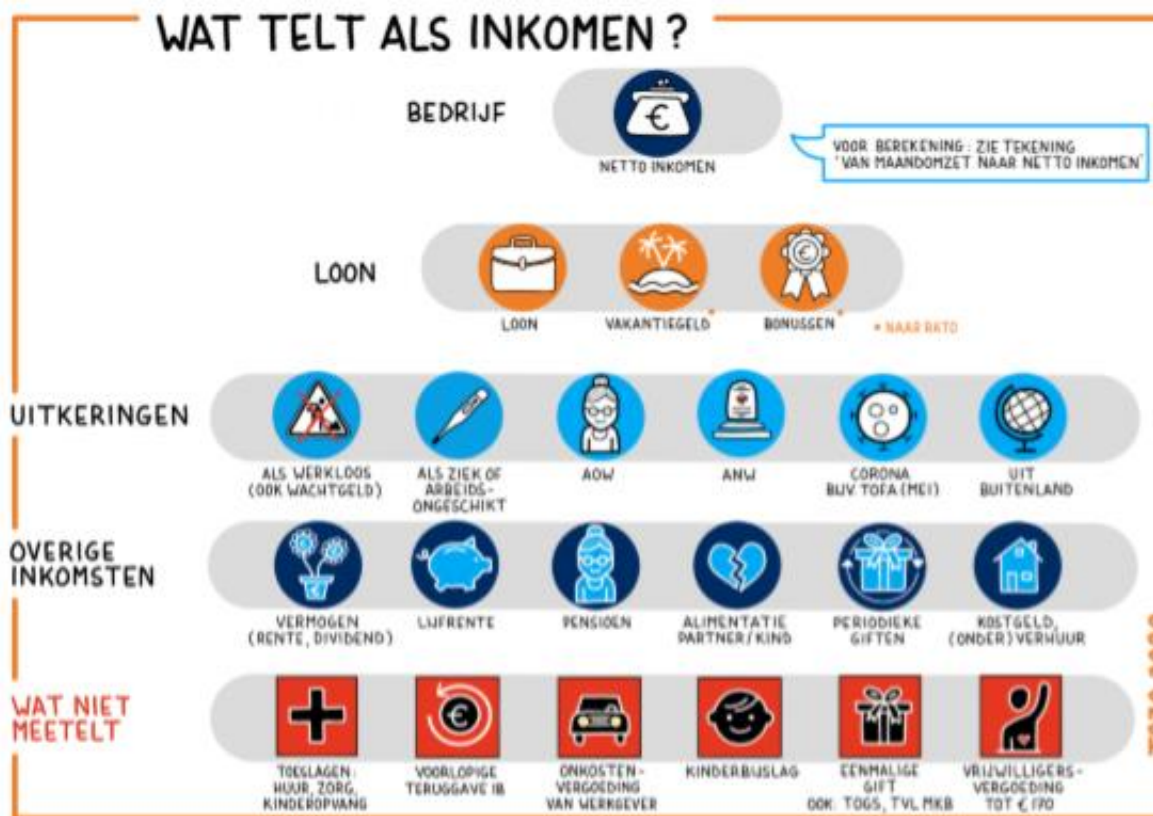 WAT TELT ALS INKOMEN?
BEDRIJF
€
NETTO INKOMEN
VOOR BEREKENING: ZIE TEKENING
'VAN MAANDOMZET NAAR NETTO INKOMEN'
LOON
€
LOON
VAKANTIEGELD
BONUSSEN
* NAAR RATO
UITKERINGEN
ALS WERKLOOS
(OOK WACHTGELD)
ALS ZIEK OF
ARBEIDS-
ONGESCHIKT
AOW
ANW
CORONA
BIJV. TOFA (MEI)
UIT
BUITENLAND
OVERIGE
INKOMSTEN
€
VERMOGEN
(RENTE, DIVIDEND)
LIJFRENTE
PENSIOEN
ALIMENTATIE
PARTNER/KIND
PERIODIEKE
GIFTEN
KOSTGELD,
(ONDER)VERHUUR
WAT NIET
MEETELT
€
TOESLAGEN:
HUUR, ZORG,
KINDEROPVANG
VOORLOPIGE
TERUGGAVE IB
ONKOSTEN-
VERGOEDING
VAN WERKGEVER
KINDERBIJSLAG
EENMALIGE
GIFT
OOK: TOGS, TVL MKB
VRIJWILLIGERS-
VERGOEDING
TOT € 170